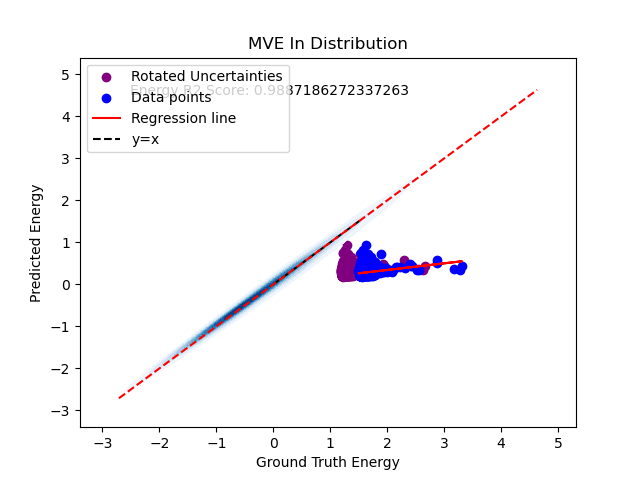 MVE In Distribution
Rotated Uncertainties
Energy R2 Score: 0.9887186272337263
Data points
Regression line
y=x
Predicted Energy
5
4
3
2
1
0
−1
−2
−3
−3 −2 −1 0 1 2 3 4 5
Ground Truth Energy